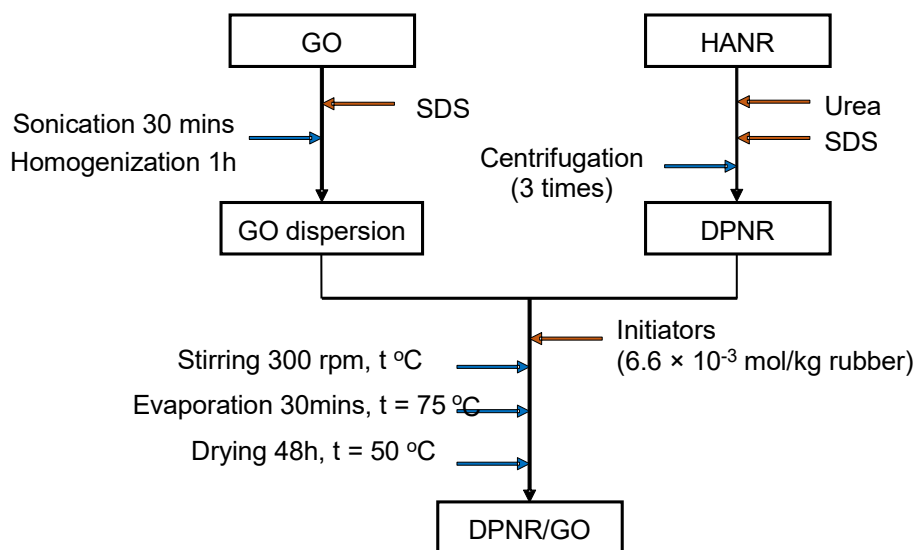 GO
HANR
SDS
Sonication 30 mins
Homogenization 1h
Urea
SDS
Centrifugation
(3 times)
GO dispersion
DPNR
Initiators
(6.6 × 10⁻³ mol/kg rubber)
Stirring 300 rpm, t ºC
Evaporation 30mins, t = 75 ºC
Drying 48h, t = 50 ºC
DPNR/GO